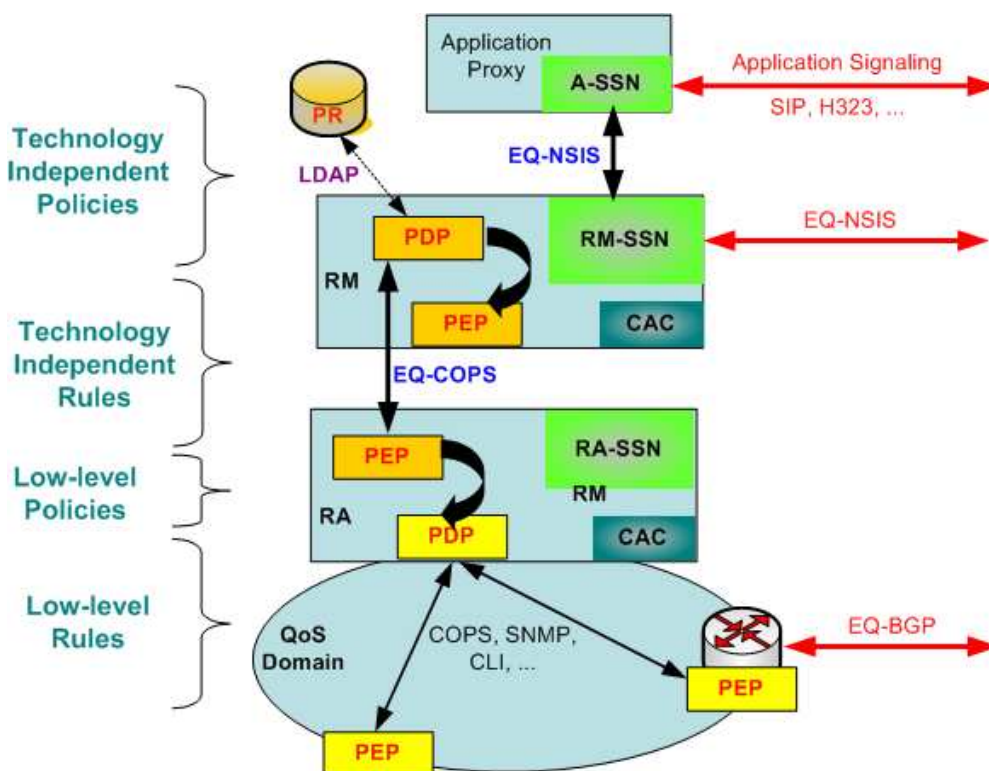 Application
Proxy
A-SSN
Application Signaling
SIP, H323, ...
PR
Technology
Independent
Policies
EQ-NSIS
LDAP
PDP
RM-SSN
EQ-NSIS
RM
PEP
CAC
Technology
Independent
Rules
EQ-COPS
PEP
RA-SSN
RM
Low-level
Policies
RA
PDP
CAC
Low-level
Rules
QoS
Domain
COPS, SNMP,
CLI, ...
EQ-BGP
PEP
PEP